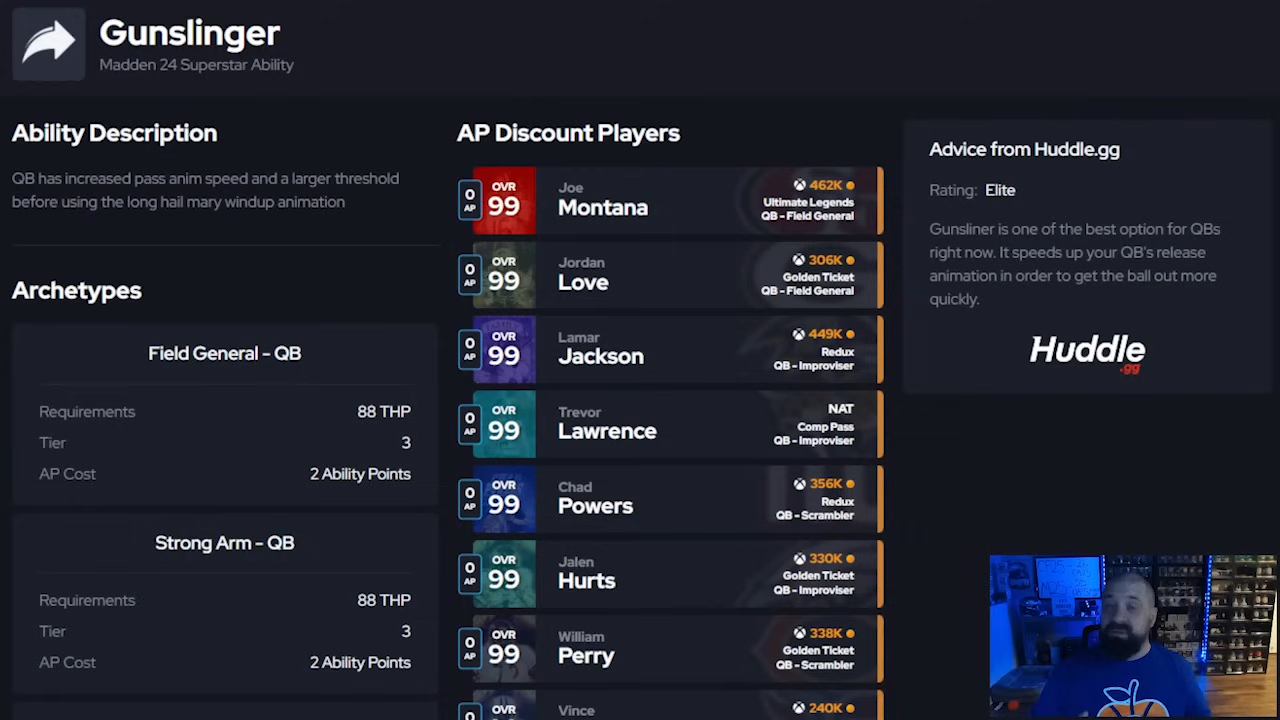 Gunslinger
Madden 24 Superstar Ability
Ability Description
QB has increased pass anim speed and a larger threshold
before using the long hail mary windup animation
Archetypes
Field General - QB
Requirements 88 THP
Tier 3
AP Cost 2 Ability Points
Strong Arm - QB
Requirements 88 THP
Tier 3
AP Cost 2 Ability Points
AP Discount Players
0 AP
OVR 99
Joe
Montana
462K
Ultimate Legends
QB - Field General
0 AP
OVR 99
Jordan
Love
306K
Golden Ticket
QB - Field General
0 AP
OVR 99
Lamar
Jackson
449K
Redux
QB - Improviser
0 AP
OVR 99
Trevor
Lawrence
NAT
Comp Pass
QB - Improviser
0 AP
OVR 99
Chad
Powers
356K
Redux
QB - Scrambler
0 AP
OVR 99
Jalen
Hurts
330K
Golden Ticket
QB - Improviser
0 AP
OVR 99
William
Perry
338K
Golden Ticket
QB - Scrambler
0
OVR
Vince
240K
Advice from Huddle.gg
Rating: Elite
Gunsliner is one of the best option for QBs
right now. It speeds up your QB's release
animation in order to get the ball out more
quickly.
Huddle
.gg